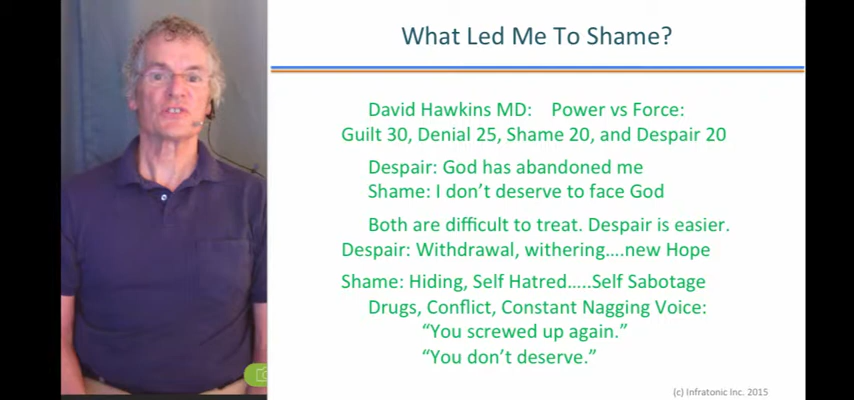 What Led Me To Shame?
David Hawkins MD: Power vs Force:
Guilt 30, Denial 25, Shame 20, and Despair 20
Despair: God has abandoned me
Shame: I don’t deserve to face God
Both are difficult to treat. Despair is easier.
Despair: Withdrawal, withering....new Hope
Shame: Hiding, Self Hatred.....Self Sabotage
Drugs, Conflict, Constant Nagging Voice:
“You screwed up again.”
“You don’t deserve.”
(c) Infratonic Inc. 2015